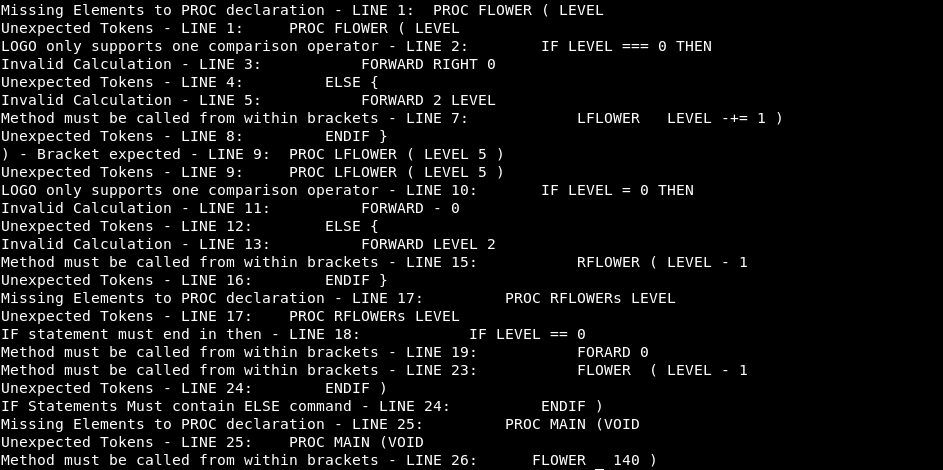 Missing Elements to PROC declaration - LINE 1:  PROC FLOWER ( LEVEL
Unexpected Tokens - LINE 1:     PROC FLOWER ( LEVEL
LOGO only supports one comparison operator - LINE 2:        IF LEVEL === 0 THEN
Invalid Calculation - LINE 3:           FORWARD RIGHT 0
Unexpected Tokens - LINE 4:         ELSE {
Invalid Calculation - LINE 5:           FORWARD 2 LEVEL
Method must be called from within brackets - LINE 7:            LFLOWER   LEVEL -+= 1 )
Unexpected Tokens - LINE 8:         ENDIF }
) - Bracket expected - LINE 9:  PROC LFLOWER ( LEVEL 5 )
Unexpected Tokens - LINE 9:     PROC LFLOWER ( LEVEL 5 )
LOGO only supports one comparison operator - LINE 10:       IF LEVEL = 0 THEN
Invalid Calculation - LINE 11:          FORWARD - 0
Unexpected Tokens - LINE 12:        ELSE {
Invalid Calculation - LINE 13:          FORWARD LEVEL 2
Method must be called from within brackets - LINE 15:           RFLOWER ( LEVEL - 1
Unexpected Tokens - LINE 16:        ENDIF }
Missing Elements to PROC declaration - LINE 17:         PROC RFLOWERs LEVEL
Unexpected Tokens - LINE 17:    PROC RFLOWERs LEVEL
IF statement must end in then - LINE 18:            IF LEVEL == 0
Method must be called from within brackets - LINE 19:           FORARD 0
Method must be called from within brackets - LINE 23:           FLOWER  ( LEVEL - 1
Unexpected Tokens - LINE 24:        ENDIF )
IF Statements Must contain ELSE command - LINE 24:          ENDIF )
Missing Elements to PROC declaration - LINE 25:         PROC MAIN (VOID
Unexpected Tokens - LINE 25:    PROC MAIN (VOID
Method must be called from within brackets - LINE 26:      FLOWER _ 140 )